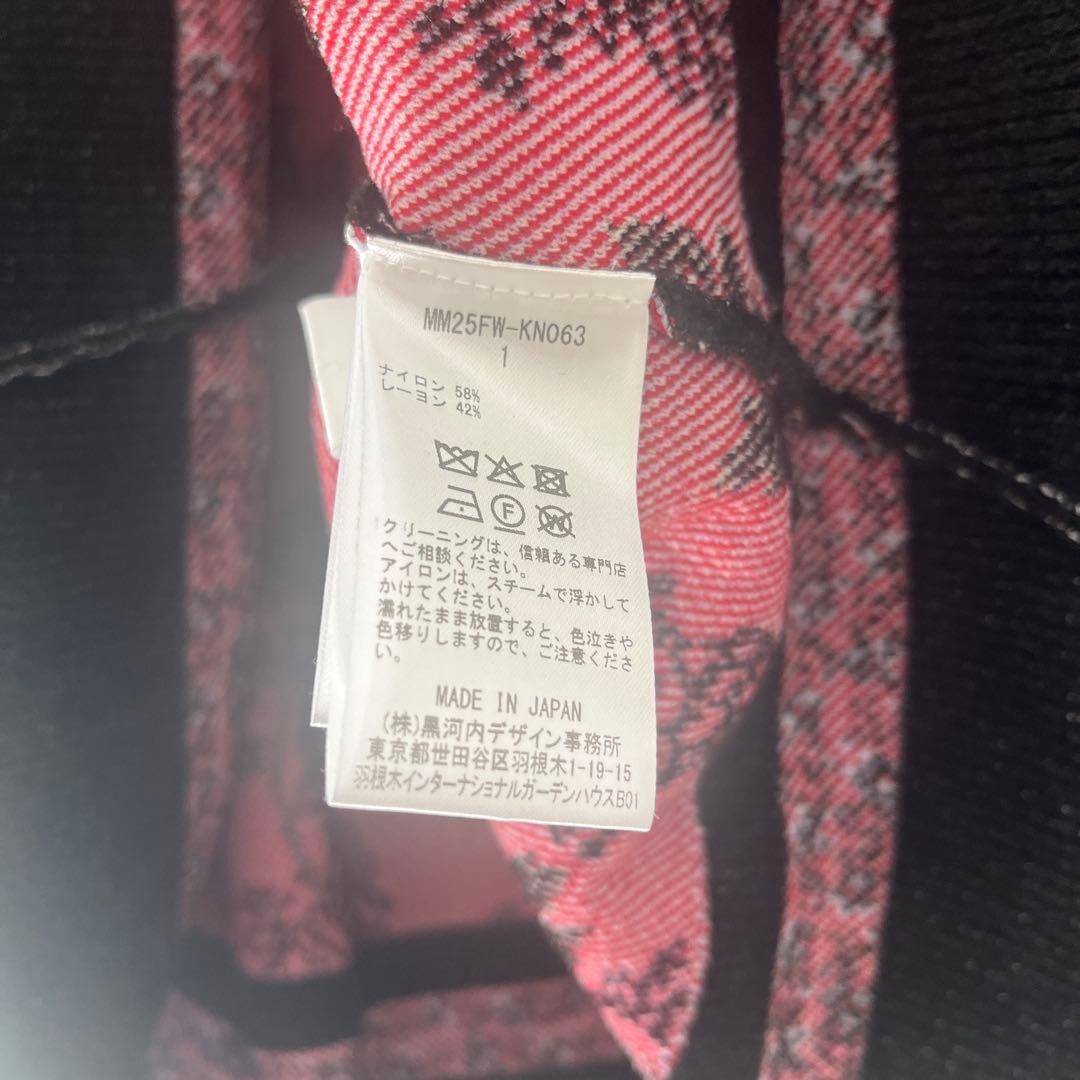 MM25FW-KN063
1
ナイロン 58%
レーヨン 42%
F
W
クリーニングは、信頼ある専門店
へご相談ください。
アイロンは、スチームで浮かして
かけてください。
濡れたまま放置すると、色泣きや
色移りしますので、ご注意くださ
い。
MADE IN JAPAN
(株)黒河内デザイン事務所
東京都世田谷区羽根木1-19-15
羽根木インターナショナルガーデンハウスB01